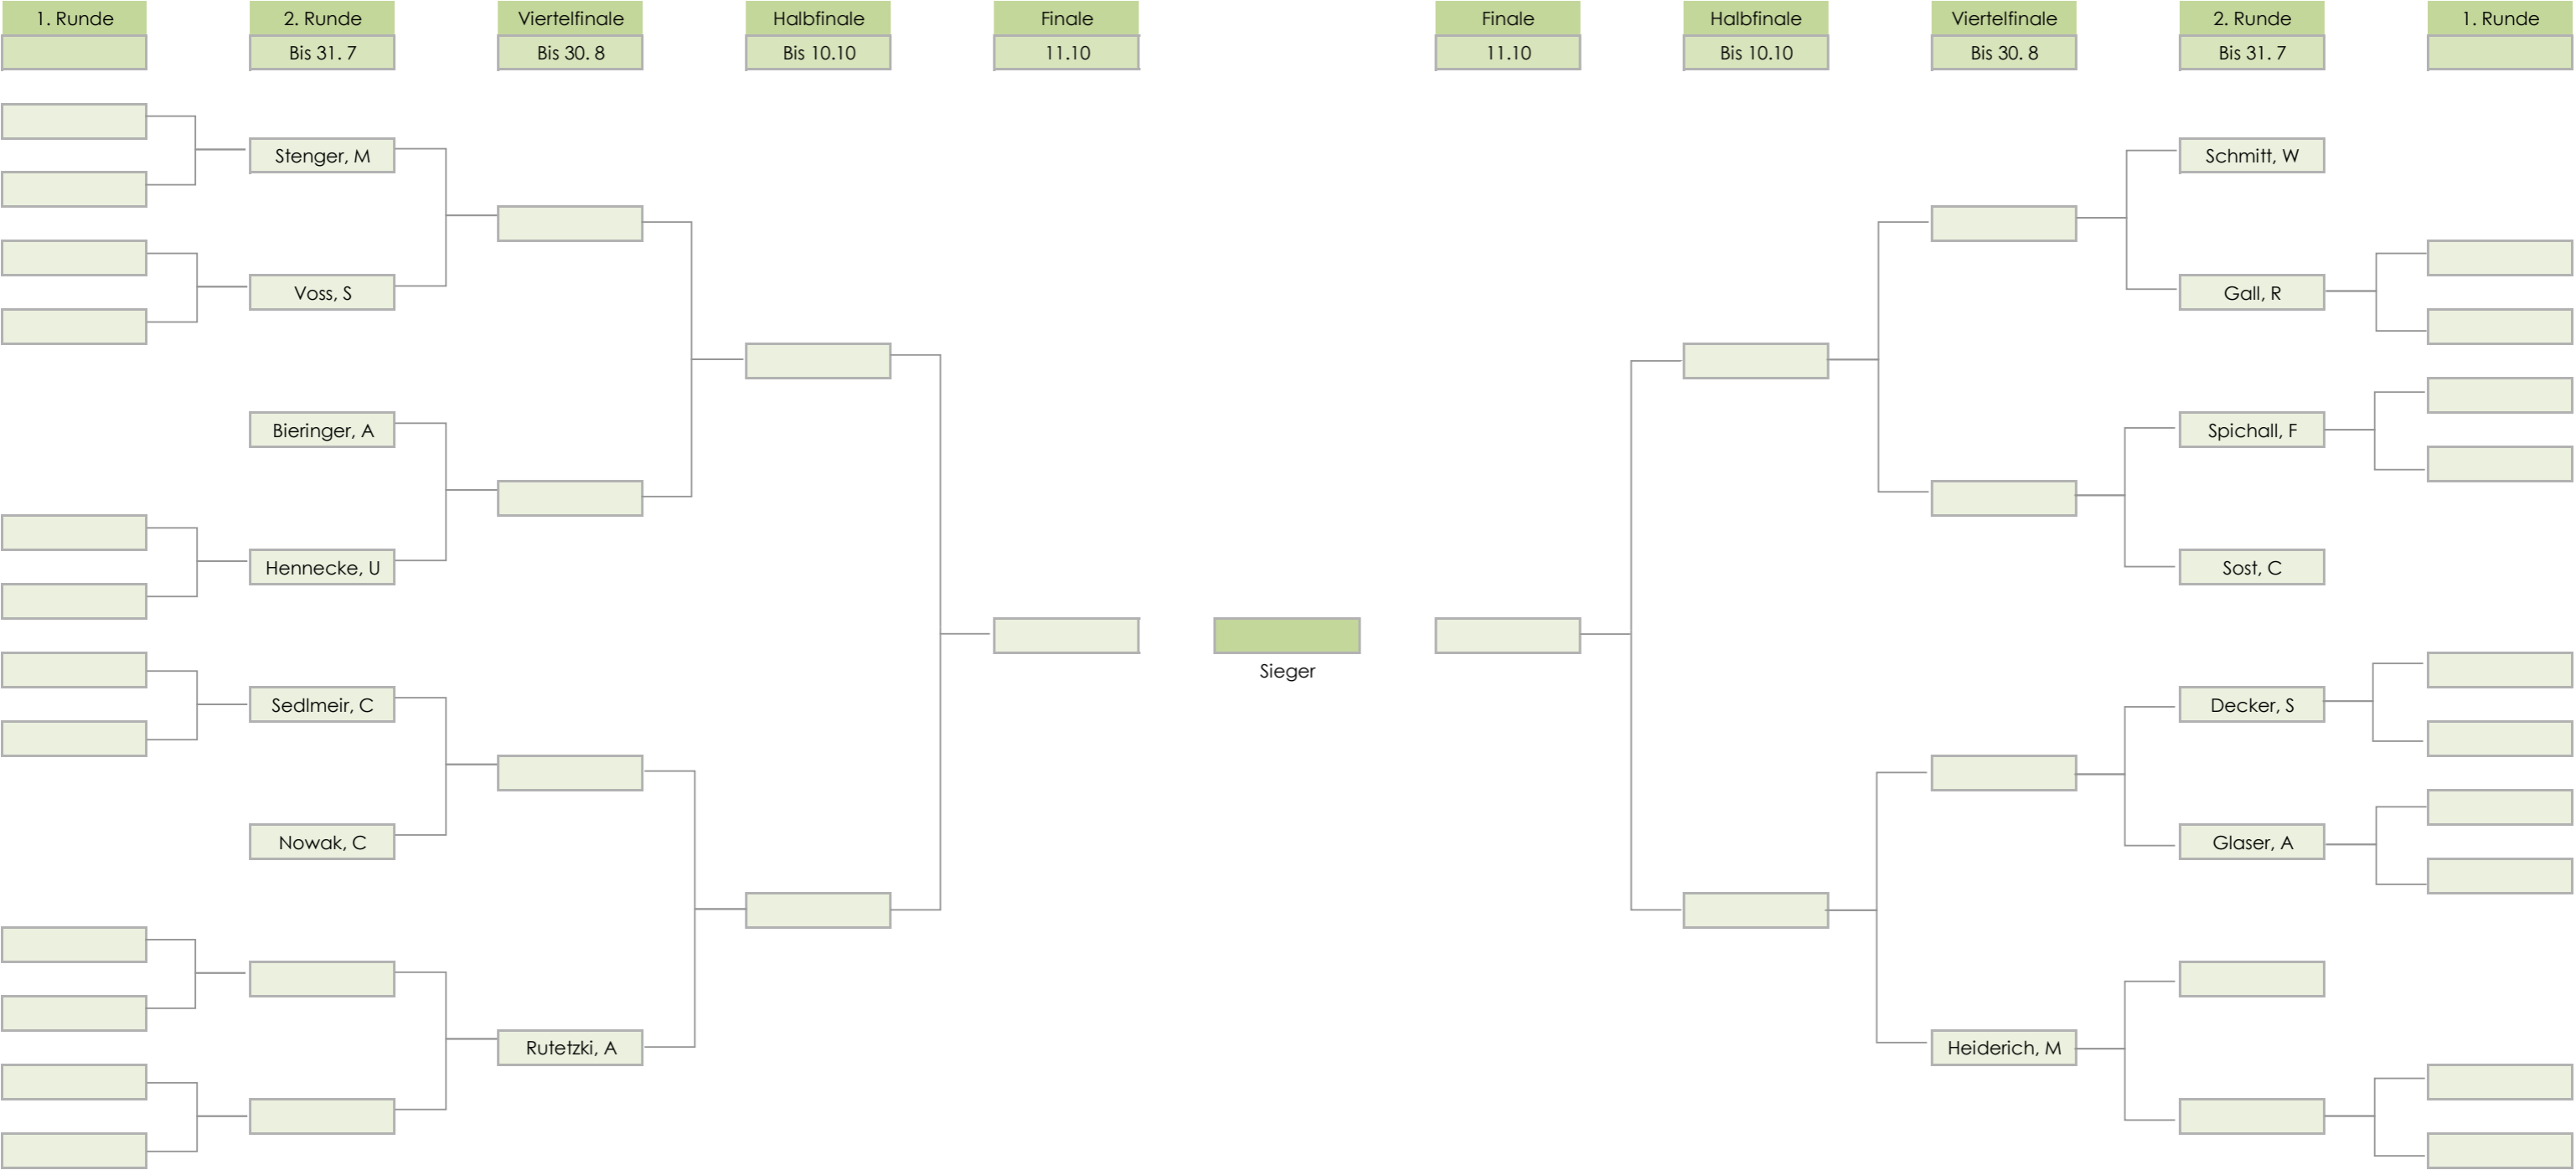 1. Runde 2. Runde Viertelfinale Halbfinale Finale Finale Halbfinale Viertelfinale 2. Runde 1. Runde
Bis 31. 7 Bis 30. 8 Bis 10.10 11.10 11.10 Bis 10.10 Bis 30. 8 Bis 31. 7
Stenger, M Schmitt, W
Voss, S Gall, R
Bieringer, A Spichall, F
Hennecke, U Sost, C
Sieger
Sedlmeir, C Decker, S
Nowak, C Glaser, A
Rutetzki, A Heiderich, M